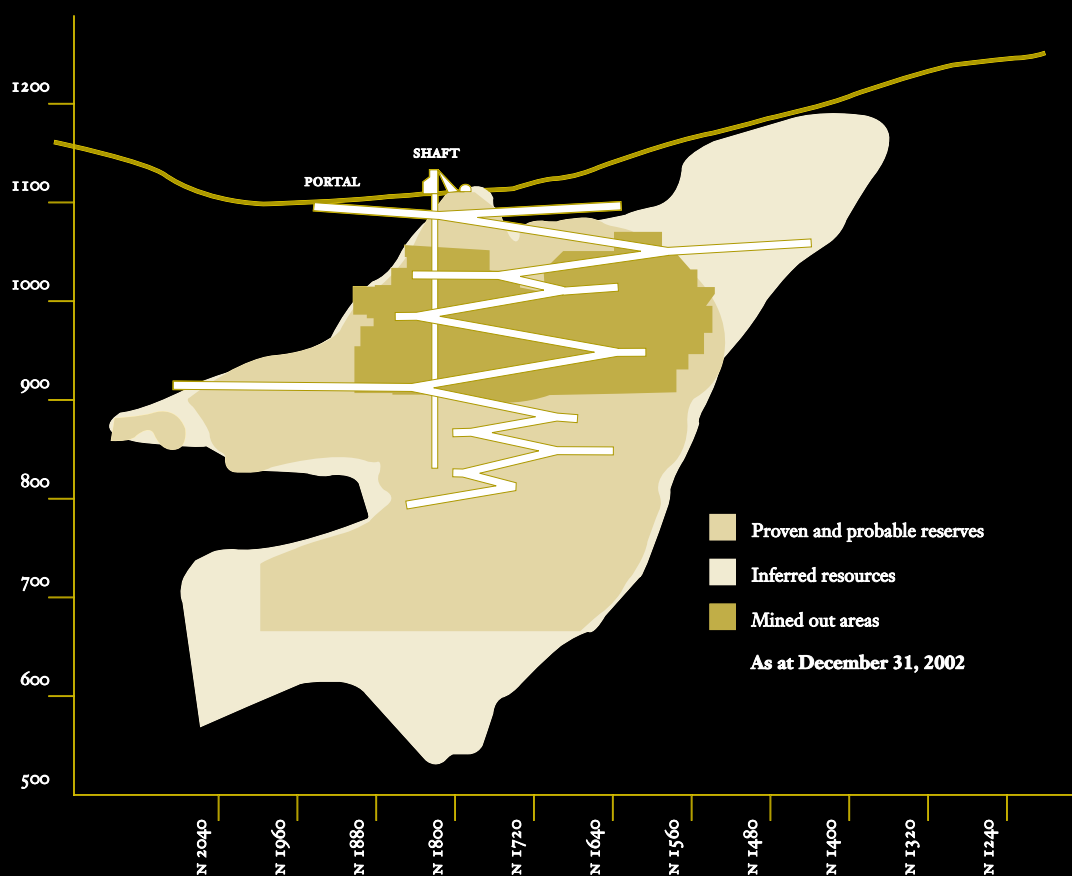 1200
SHAFT
PORTAL
1100
1000
900
800
Proven and probable reserves
Inferred resources
700
Mined out areas
As at December 31, 2002
600
500
N 2040
N 1960
N 1880
N 1800
N 1720
N 1640
N 1560
N 1480
N 1400
N 1320
N 1240